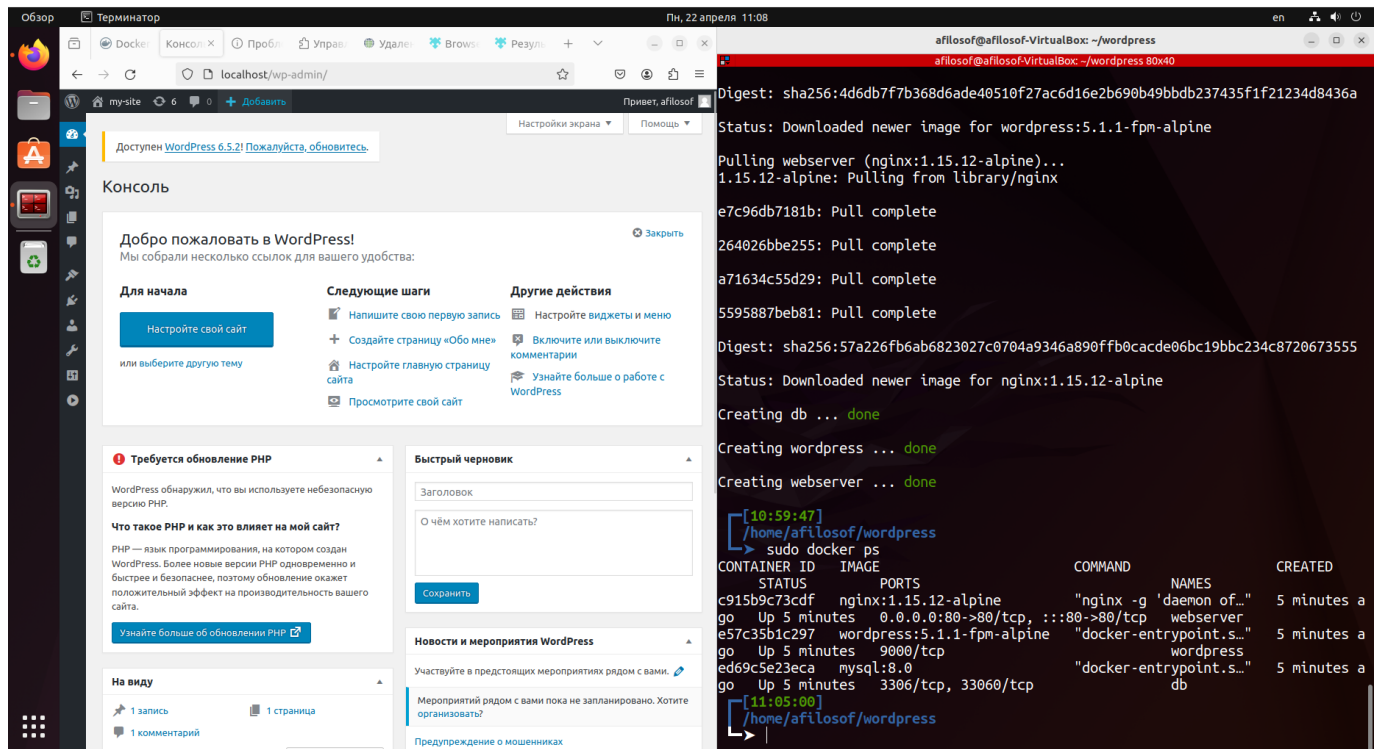 Обзор
Терминатор
Пн, 22 апреля 11:08
en
Docke
Консол
Пробл
Управл
Удале
Browse
Резуль
localhost/wp-admin/
my-site
6
0
Добавить
Привет, afilosof
Настройки экрана
Помощь
Доступен WordPress 6.5.2! Пожалуйста, обновитесь.
Консоль
Добро пожаловать в WordPress!
Закрыть
Мы собрали несколько ссылок для вашего удобства:
Для начала
Настройте свой сайт
или выберите другую тему
Следующие шаги
Напишите свою первую запись
Создайте страницу «Обо мне»
Настройте главную страницу
сайта
Просмотрите свой сайт
Другие действия
Настройте виджеты и меню
Включите или выключите
комментарии
Узнайте больше о работе с
WordPress
Требуется обновление PHP
WordPress обнаружил, что вы используете небезопасную
версию PHP.
Что такое PHP и как это влияет на мой сайт?
PHP — язык программирования, на котором создан
WordPress. Более новые версии PHP одновременно и
быстрее и безопаснее, поэтому обновление окажет
положительный эффект на производительность вашего
сайта.
Узнайте больше об обновлении PHP
На виду
1 запись
1 страница
1 комментарий
Быстрый черновик
Заголовок
О чём хотите написать?
Сохранить
Новости и мероприятия WordPress
Участвуйте в предстоящих мероприятиях рядом с вами.
Мероприятий рядом с вами пока не запланировано. Хотите
организовать?
Предупреждение о мошенниках
afilosof@afilosof-VirtualBox: ~/wordpress
afilosof@afilosof-VirtualBox: ~/wordpress 80x40
Digest: sha256:4d6db7f7b368d6ade40510f27ac6d16e2b690b49bbdb237435f1f21234d8436a
Status: Downloaded newer image for wordpress:5.1.1-fpm-alpine
Pulling webserver (nginx:1.15.12-alpine)...
1.15.12-alpine: Pulling from library/nginx
e7c96db7181b: Pull complete
264026bbe255: Pull complete
a71634c55d29: Pull complete
5595887beb81: Pull complete
Digest: sha256:57a226fb6ab6823027c0704a9346a890ffb0cacde06bc19bbc234c8720673555
Status: Downloaded newer image for nginx:1.15.12-alpine
Creating db ... done
Creating wordpress ... done
Creating webserver ... done
[10:59:47]
/home/afilosof/wordpress
sudo docker ps
CONTAINER ID IMAGE COMMAND CREATED
STATUS PORTS NAMES
c915b9c73cdf nginx:1.15.12-alpine "nginx -g 'daemon of…" 5 minutes a
go Up 5 minutes 0.0.0.0:80->80/tcp, :::80->80/tcp webserver
e57c35b1c297 wordpress:5.1.1-fpm-alpine "docker-entrypoint.s…" 5 minutes a
go Up 5 minutes 9000/tcp wordpress
ed69c5e23eca mysql:8.0 "docker-entrypoint.s…" 5 minutes a
go Up 5 minutes 3306/tcp, 33060/tcp db
[11:05:00]
/home/afilosof/wordpress